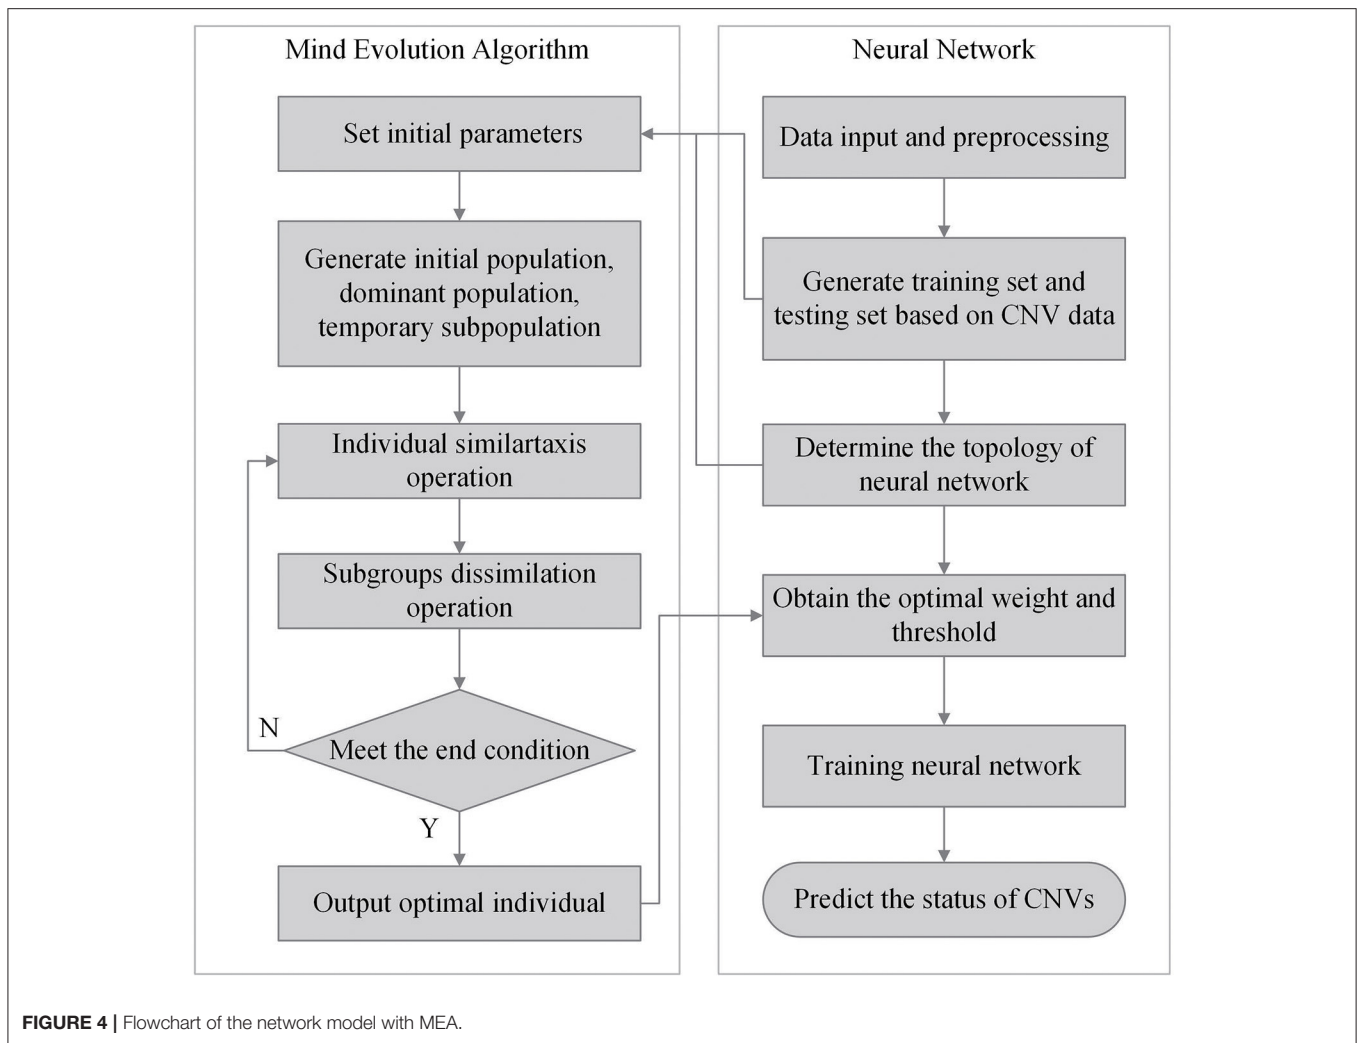 Mind Evolution Algorithm
Set initial parameters
Generate initial population,
dominant population,
temporary subpopulation
Individual similartaxis
operation
Subgroups dissimilation
operation
N
Meet the end condition
Y
Output optimal individual
Neural Network
Data input and preprocessing
Generate training set and
testing set based on CNV data
Determine the topology of
neural network
Obtain the optimal weight and
threshold
Training neural network
Predict the status of CNVs
FIGURE 4 | Flowchart of the network model with MEA.